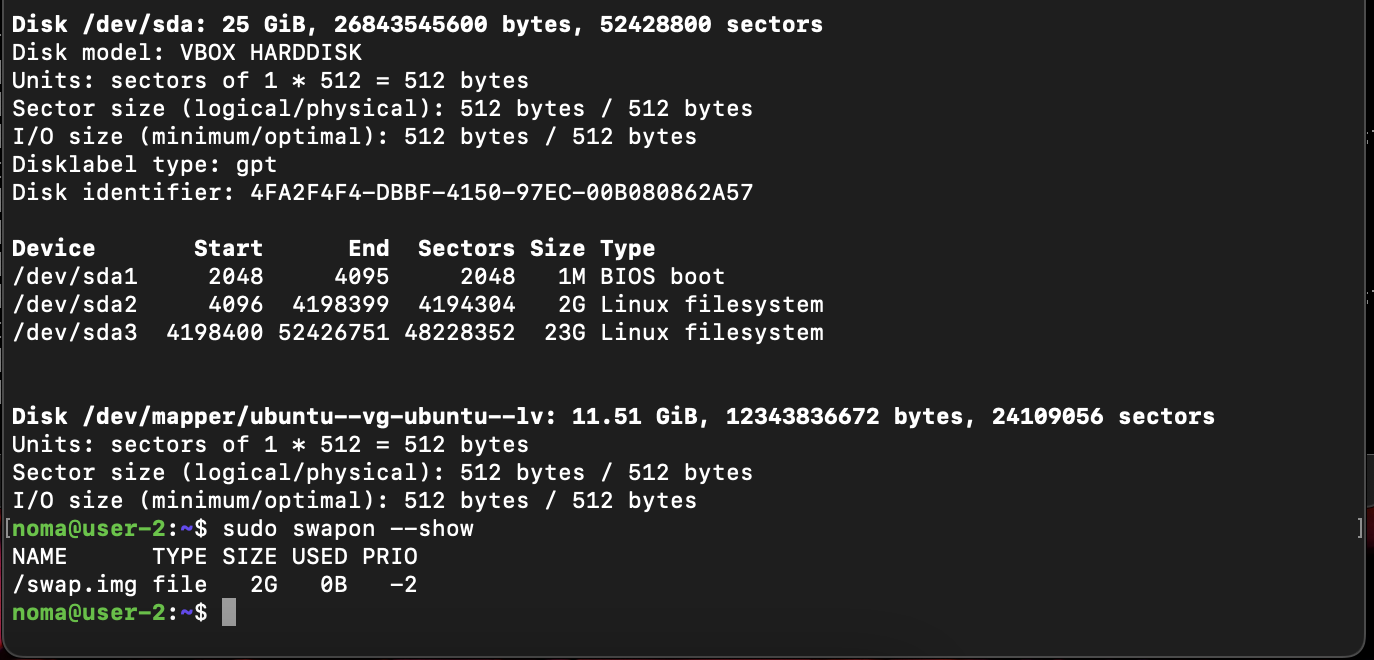 Disk /dev/sda: 25 GiB, 26843545600 bytes, 52428800 sectors
Disk model: VBOX HARDDISK
Units: sectors of 1 * 512 = 512 bytes
Sector size (logical/physical): 512 bytes / 512 bytes
I/O size (minimum/optimal): 512 bytes / 512 bytes
Disklabel type: gpt
Disk identifier: 4FA2F4F4-DBBF-4150-97EC-00B080862A57
Device       Start      End  Sectors Size Type
/dev/sda1     2048     4095     2048   1M BIOS boot
/dev/sda2     4096  4198399  4194304   2G Linux filesystem
/dev/sda3  4198400 52426751 48228352  23G Linux filesystem
Disk /dev/mapper/ubuntu--vg-ubuntu--lv: 11.51 GiB, 12343836672 bytes, 24109056 sectors
Units: sectors of 1 * 512 = 512 bytes
Sector size (logical/physical): 512 bytes / 512 bytes
I/O size (minimum/optimal): 512 bytes / 512 bytes
[noma@user-2:~$ sudo swapon --show ]
NAME      TYPE SIZE USED PRIO
/swap.img file   2G   0B   -2
noma@user-2:~$